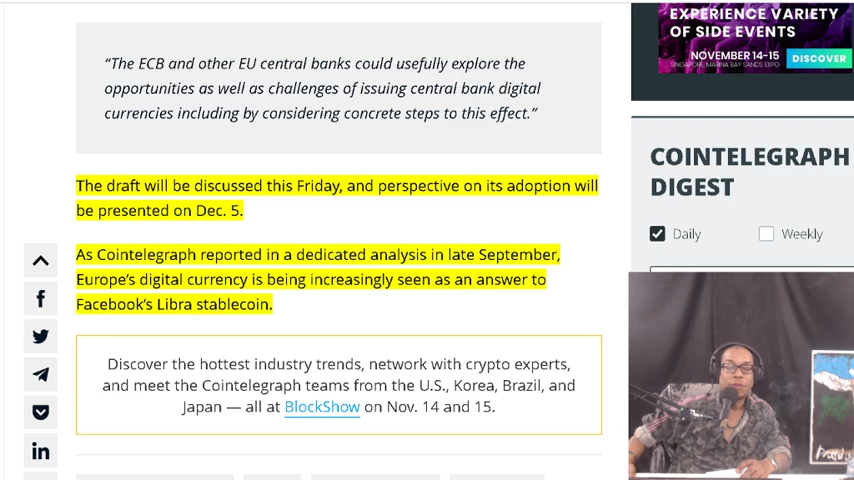 EXPERIENCE VARIETY
OF SIDE EVENTS
NOVEMBER 14-15
SINGAPORE, MARINA BAY SANDS EXPO
DISCOVER
“The ECB and other EU central banks could usefully explore the
opportunities as well as challenges of issuing central bank digital
currencies including by considering concrete steps to this effect.”
The draft will be discussed this Friday, and perspective on its adoption will
be presented on Dec. 5.
As Cointelegraph reported in a dedicated analysis in late September,
Europe’s digital currency is being increasingly seen as an answer to
Facebook’s Libra stablecoin.
Discover the hottest industry trends, network with crypto experts,
and meet the Cointelegraph teams from the U.S., Korea, Brazil, and
Japan — all at BlockShow on Nov. 14 and 15.
COINTELEGRAPH
DIGEST
Daily
Weekly